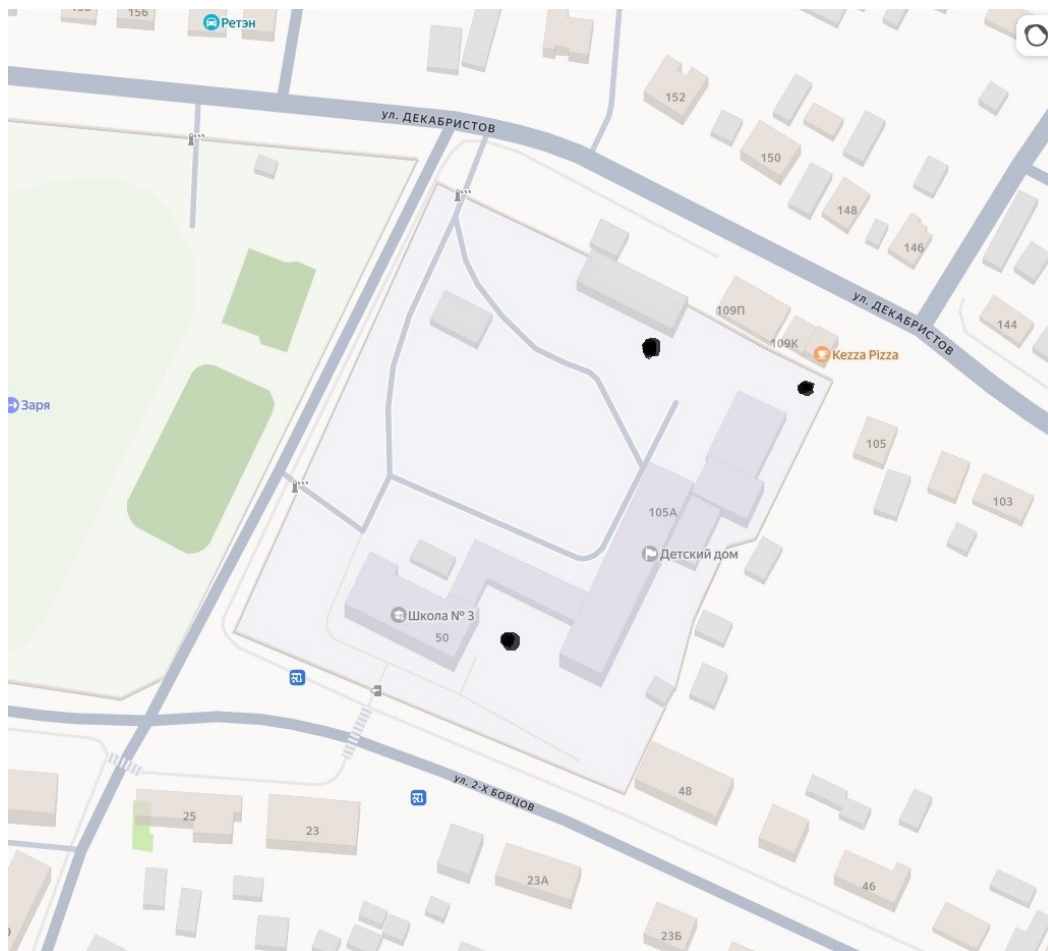 156
Ретэн
ул. ДЕКАБРИСТОВ
152
150
148
146
ул. ДЕКАБРИСТОВ
109П
144
109К
Kezza Pizza
Заря
105
103
105А
Детский дом
Школа № 3
50
48
ул. 2-Х БОРЦОВ
25
23
23А
46
23Б